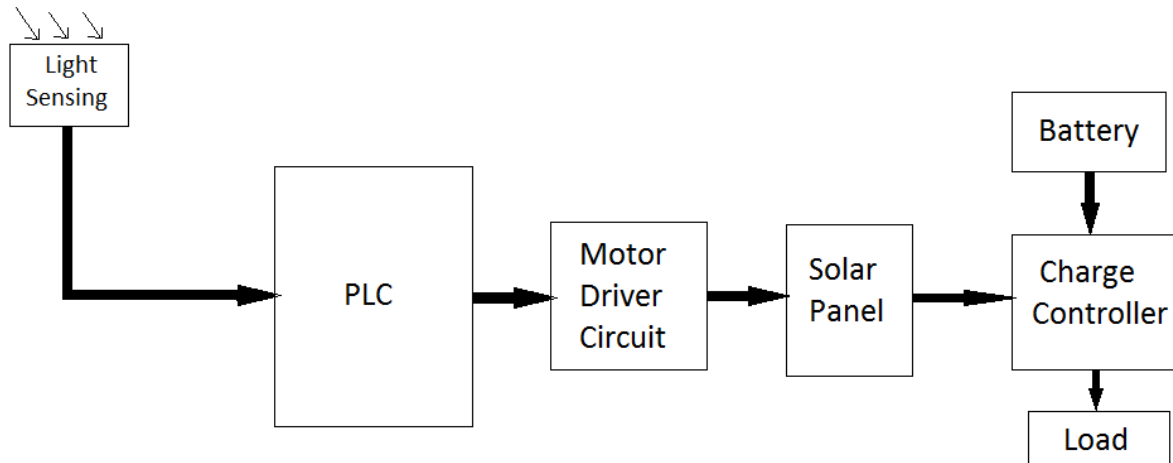 Light
Sensing
PLC
Motor
Driver
Circuit
Solar
Panel
Battery
Charge
Controller
Load